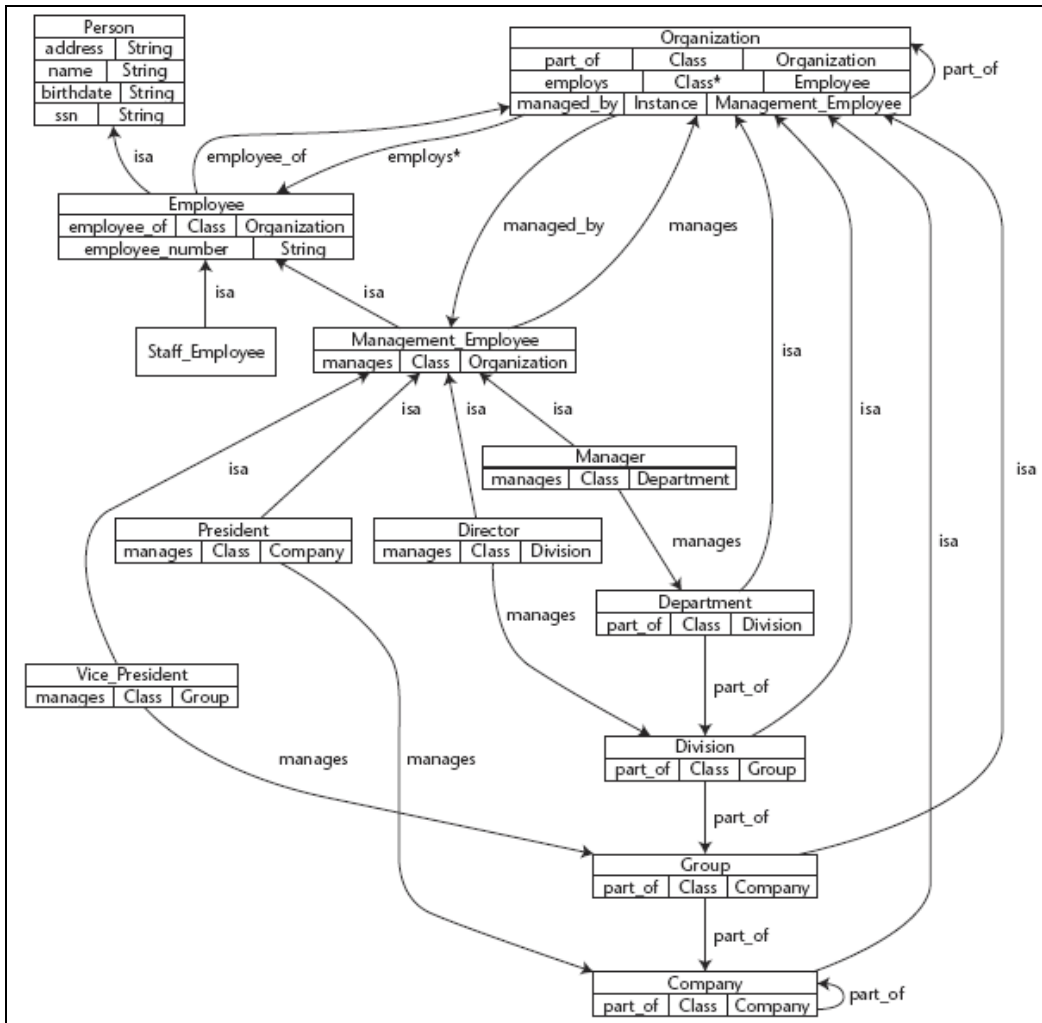 Person
address String
name String
birthdate String
ssn String
Organization
part_of Class Organization
employs Class* Employee
managed_by Instance Management_Employee
part_of
isa
employee_of
employs*
Employee
employee_of Class Organization
employee_number String
managed_by
manages
isa
isa
Staff_Employee
Management_Employee
manages Class Organization
isa
isa
isa
isa
isa
isa
Manager
manages Class Department
isa
President
manages Class Company
Director
manages Class Division
manages
isa
manages
Department
part_of Class Division
Vice_President
manages Class Group
part_of
Division
part_of Class Group
manages
manages
part_of
Group
part_of Class Company
part_of
Company
part_of Class Company
part_of